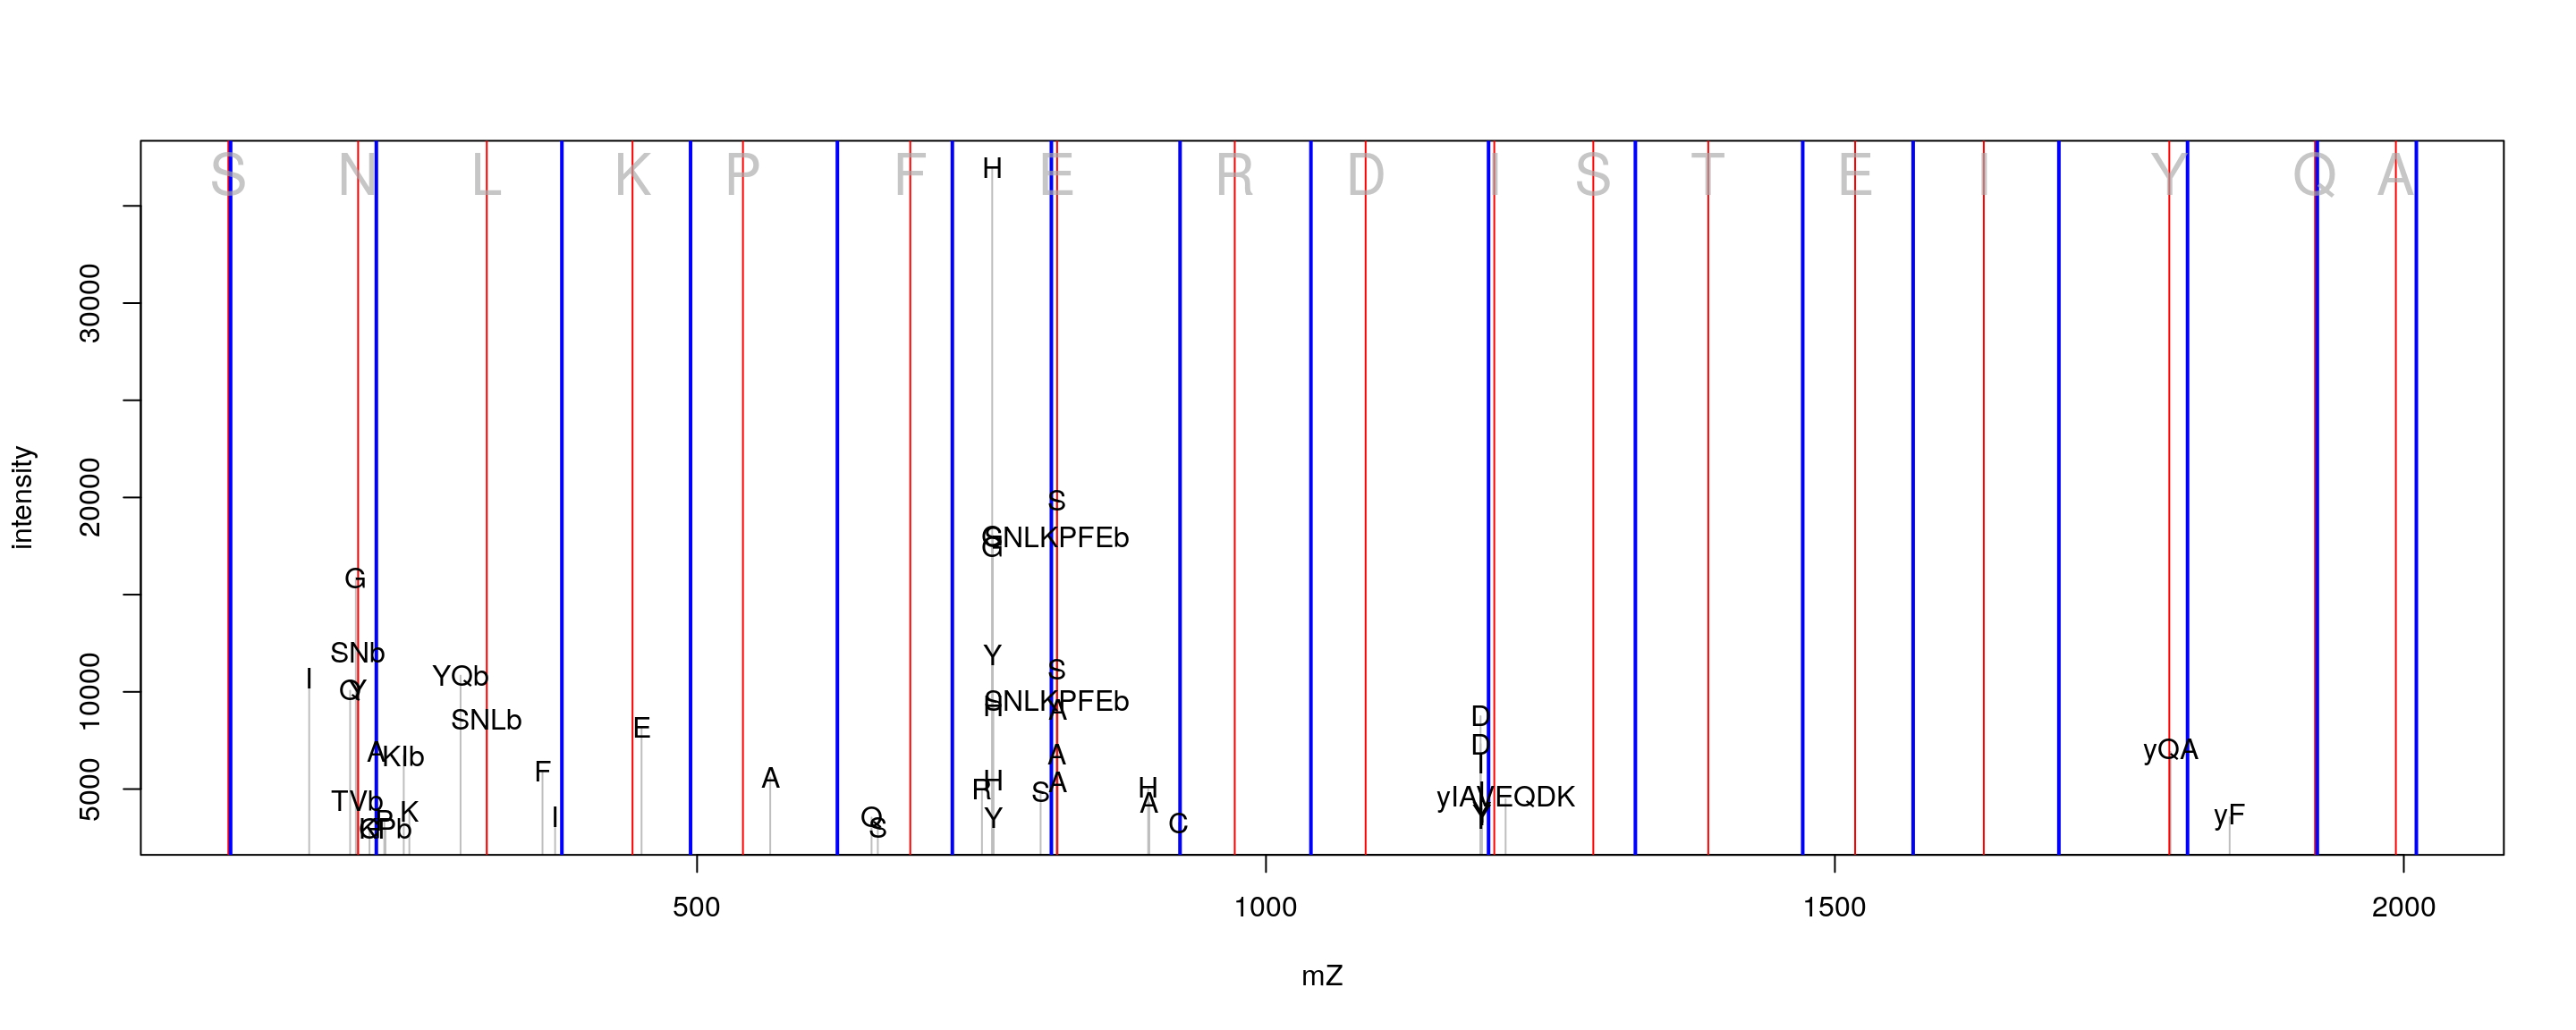 S N L K P F E R D I S T E I Y Q A
H
S
G SNLKPFEb
G
G
SNb
Y
I
YQb
S
Q Y
SNLKPFEb
H A
SNLb
D
E
D
A KIb
A
yQA
I
F
A
H A
R S
H
yIAVEQDK
TVb
A
K
I
Q
Y
Y
yF
P
S
C
5000 10000 20000 30000
intensity
500 1000 1500 2000
mZ